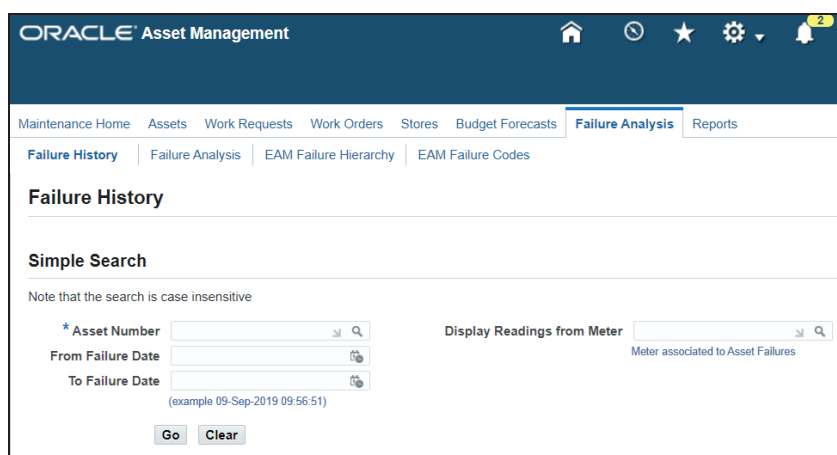 ORACLE® Asset Management
2
Maintenance Home Assets Work Requests Work Orders Stores Budget Forecasts Failure Analysis Reports
Failure History Failure Analysis EAM Failure Hierarchy EAM Failure Codes
Failure History
Simple Search
Note that the search is case insensitive
* Asset Number
Display Readings from Meter
Meter associated to Asset Failures
From Failure Date
To Failure Date
(example 09-Sep-2019 09:56:51)
Go Clear